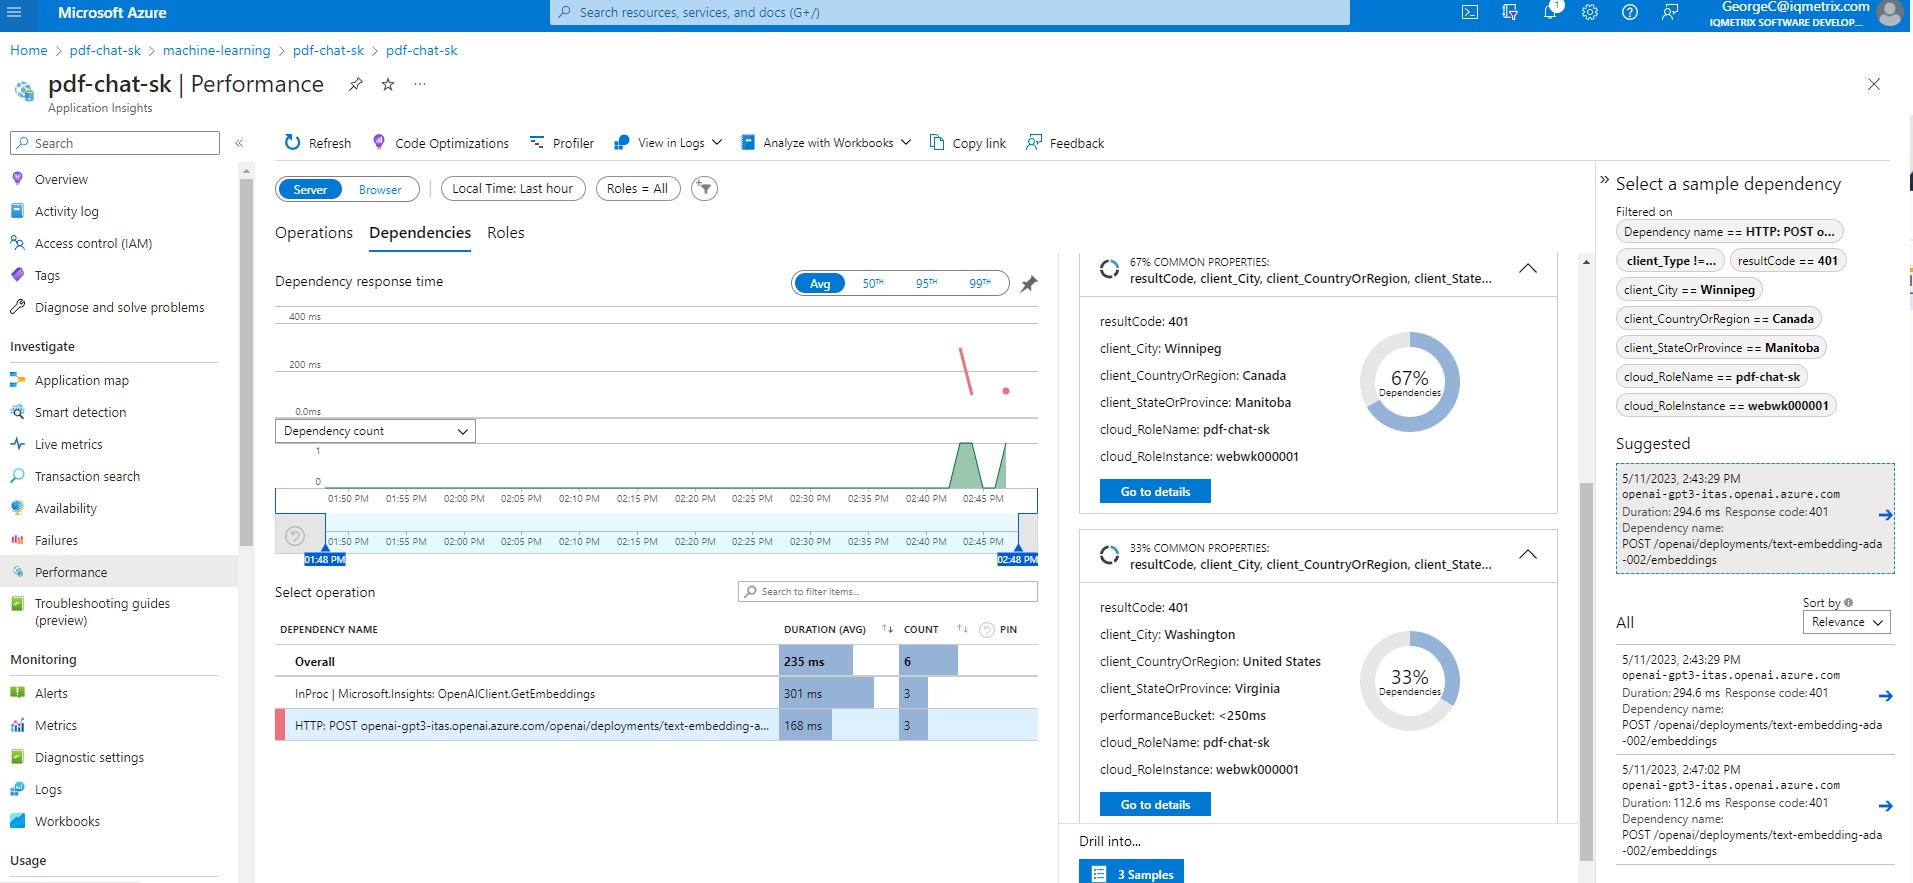 Microsoft Azure
Search resources, services, and docs (G+/)
1
GeorgeC@iqmetrix.com
IQMETRIX SOFTWARE DEVELOP...
Home > pdf-chat-sk > machine-learning > pdf-chat-sk > pdf-chat-sk
pdf-chat-sk | Performance
Application Insights
Search
Overview
Activity log
Access control (IAM)
Tags
Diagnose and solve problems
Investigate
Application map
Smart detection
Live metrics
Transaction search
Availability
Failures
Performance
Troubleshooting guides
(preview)
Monitoring
Alerts
Metrics
Diagnostic settings
Logs
Workbooks
Usage
Refresh Code Optimizations Profiler View in Logs Analyze with Workbooks Copy link Feedback
Server Browser Local Time: Last hour Roles = All
Operations Dependencies Roles
Dependency response time
Avg 50TH 95TH 99TH
400 ms
200 ms
0.0ms
Dependency count
1
0
01:50 PM 01:55 PM 02:00 PM 02:05 PM 02:10 PM 02:15 PM 02:20 PM 02:25 PM 02:30 PM 02:35 PM 02:40 PM 02:45 PM
01:50 PM 01:55 PM 02:00 PM 02:05 PM 02:10 PM 02:15 PM 02:20 PM 02:25 PM 02:30 PM 02:35 PM 02:40 PM 02:45 PM
01:48 PM 02:48 PM
Select operation
Search to filter items...
DEPENDENCY NAME DURATION (AVG) COUNT PIN
Overall 235 ms 6
InProc | Microsoft.Insights: OpenAIClient.GetEmbeddings 301 ms 3
HTTP: POST openai-gpt3-itas.openai.azure.com/openai/deployments/text-embedding-a... 168 ms 3
67% COMMON PROPERTIES:
resultCode, client_City, client_CountryOrRegion, client_State...
resultCode: 401
client_City: Winnipeg
client_CountryOrRegion: Canada
client_StateOrProvince: Manitoba
cloud_RoleName: pdf-chat-sk
cloud_RoleInstance: webwk000001
67%
Dependencies
Go to details
33% COMMON PROPERTIES:
resultCode, client_City, client_CountryOrRegion, client_State...
resultCode: 401
client_City: Washington
client_CountryOrRegion: United States
client_StateOrProvince: Virginia
performanceBucket: <250ms
cloud_RoleName: pdf-chat-sk
cloud_RoleInstance: webwk000001
33%
Dependencies
Go to details
Drill into...
3 Samples
Select a sample dependency
Filtered on
Dependency name == HTTP: POST o...
client_Type !=... resultCode == 401
client_City == Winnipeg
client_CountryOrRegion == Canada
client_StateOrProvince == Manitoba
cloud_RoleName == pdf-chat-sk
cloud_RoleInstance == webwk000001
Suggested
5/11/2023, 2:43:29 PM
openai-gpt3-itas.openai.azure.com
Duration: 294.6 ms Response code: 401
Dependency name:
POST /openai/deployments/text-embedding-ada
-002/embeddings
Sort by
All Relevance
5/11/2023, 2:43:29 PM
openai-gpt3-itas.openai.azure.com
Duration: 294.6 ms Response code: 401
Dependency name:
POST /openai/deployments/text-embedding-ada
-002/embeddings
5/11/2023, 2:47:02 PM
openai-gpt3-itas.openai.azure.com
Duration: 112.6 ms Response code: 401
Dependency name:
POST /openai/deployments/text-embedding-ada
-002/embeddings